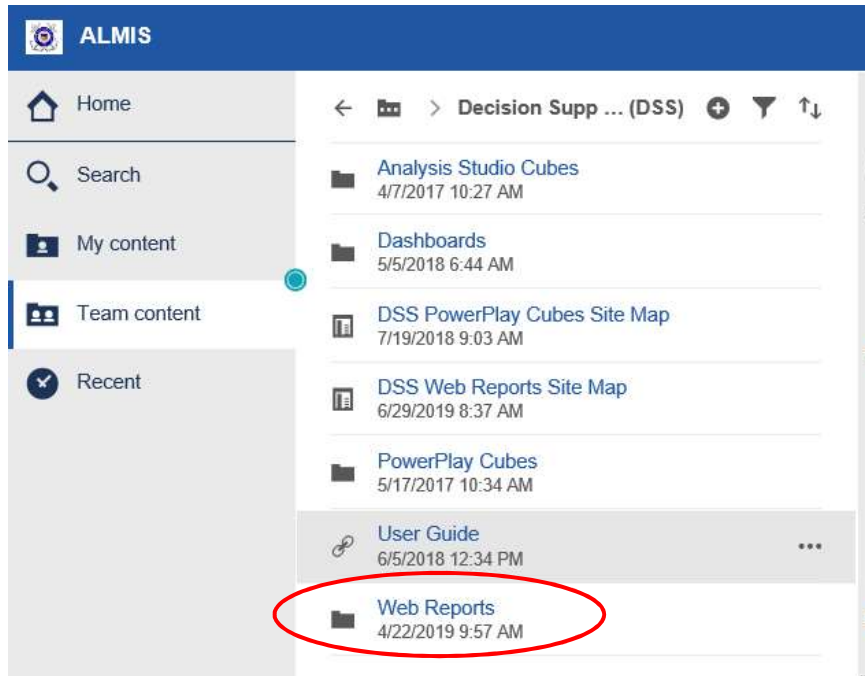 ALMIS
Home
Search
My content
Team content
Recent
Decision Supp ... (DSS)
Analysis Studio Cubes
4/7/2017 10:27 AM
Dashboards
5/5/2018 6:44 AM
DSS PowerPlay Cubes Site Map
7/19/2018 9:03 AM
DSS Web Reports Site Map
6/29/2019 8:37 AM
PowerPlay Cubes
5/17/2017 10:34 AM
User Guide
6/5/2018 12:34 PM
Web Reports
4/22/2019 9:57 AM